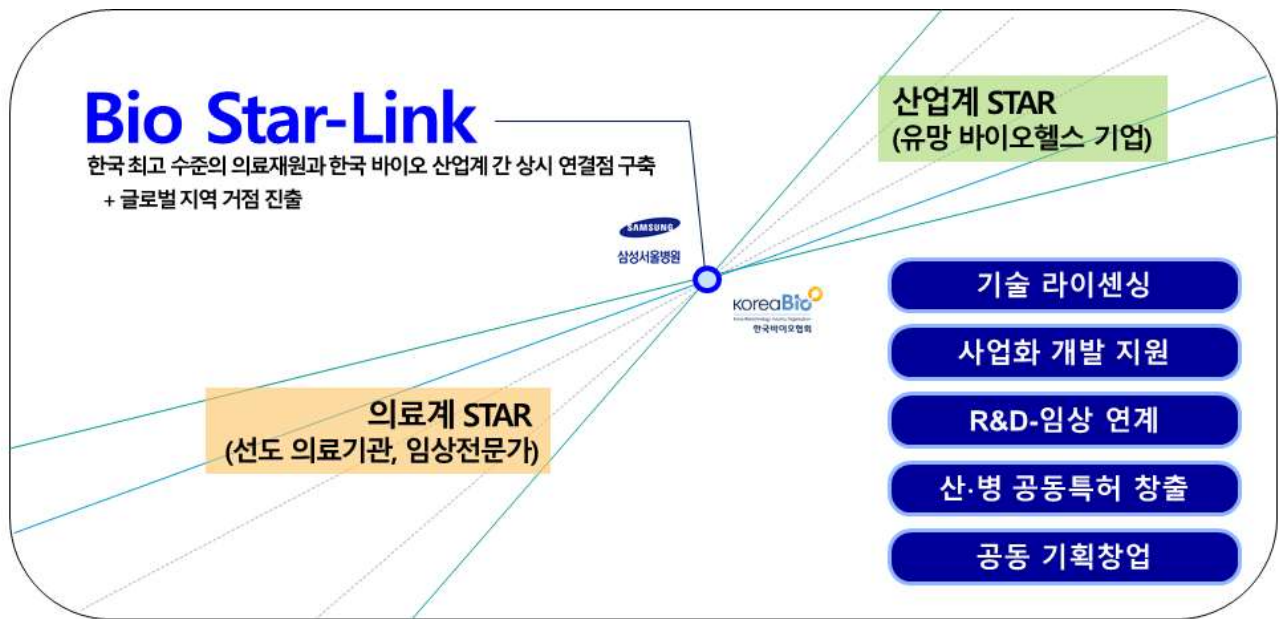 Bio Star-Link
한국 최고 수준의 의료재원과 한국 바이오 산업계 간 상시 연결점 구축
+ 글로벌 지역 거점 진출
산업계 STAR
(유망 바이오헬스 기업)
SAMSUNG
삼성서울병원
KoreaBio
한국바이오협회
의료계 STAR
(선도 의료기관, 임상전문가)
기술 라이센싱
사업화 개발 지원
R&D-임상 연계
산·병 공동특허 창출
공동 기획창업